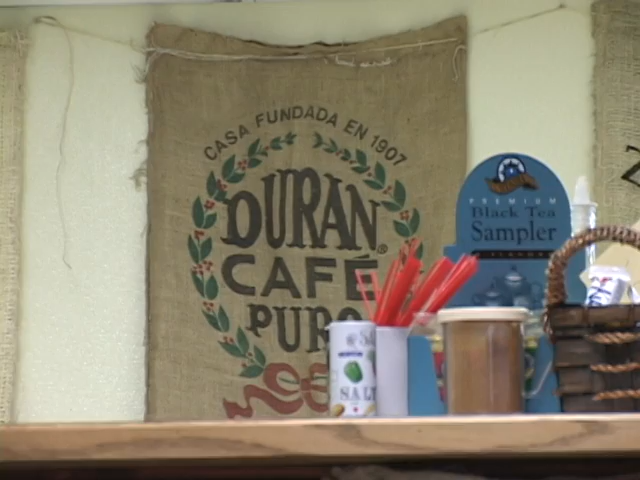 CASA FUNDADA EN 1907
DURAN®
CAFÉ
PURO
PREMIUM
Black Tea
Sampler
SALT